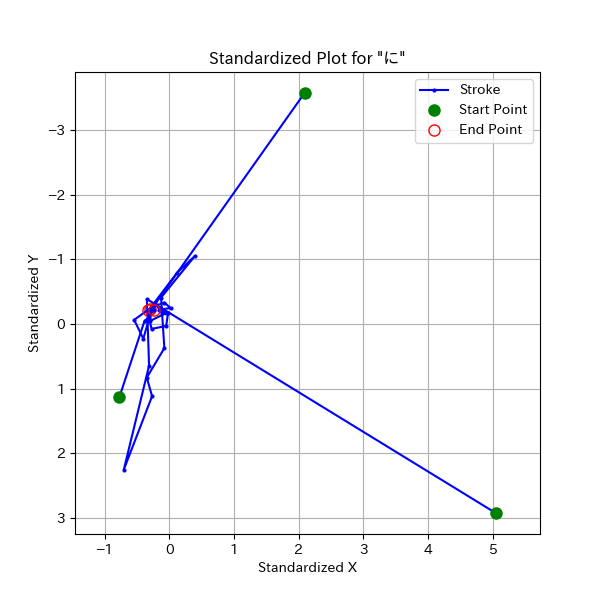 Standardized Plot for "に"
Stroke
Start Point
End Point
Standardized Y
−3
−2
−1
0
1
2
3
−1
0
1
2
3
4
5
Standardized X